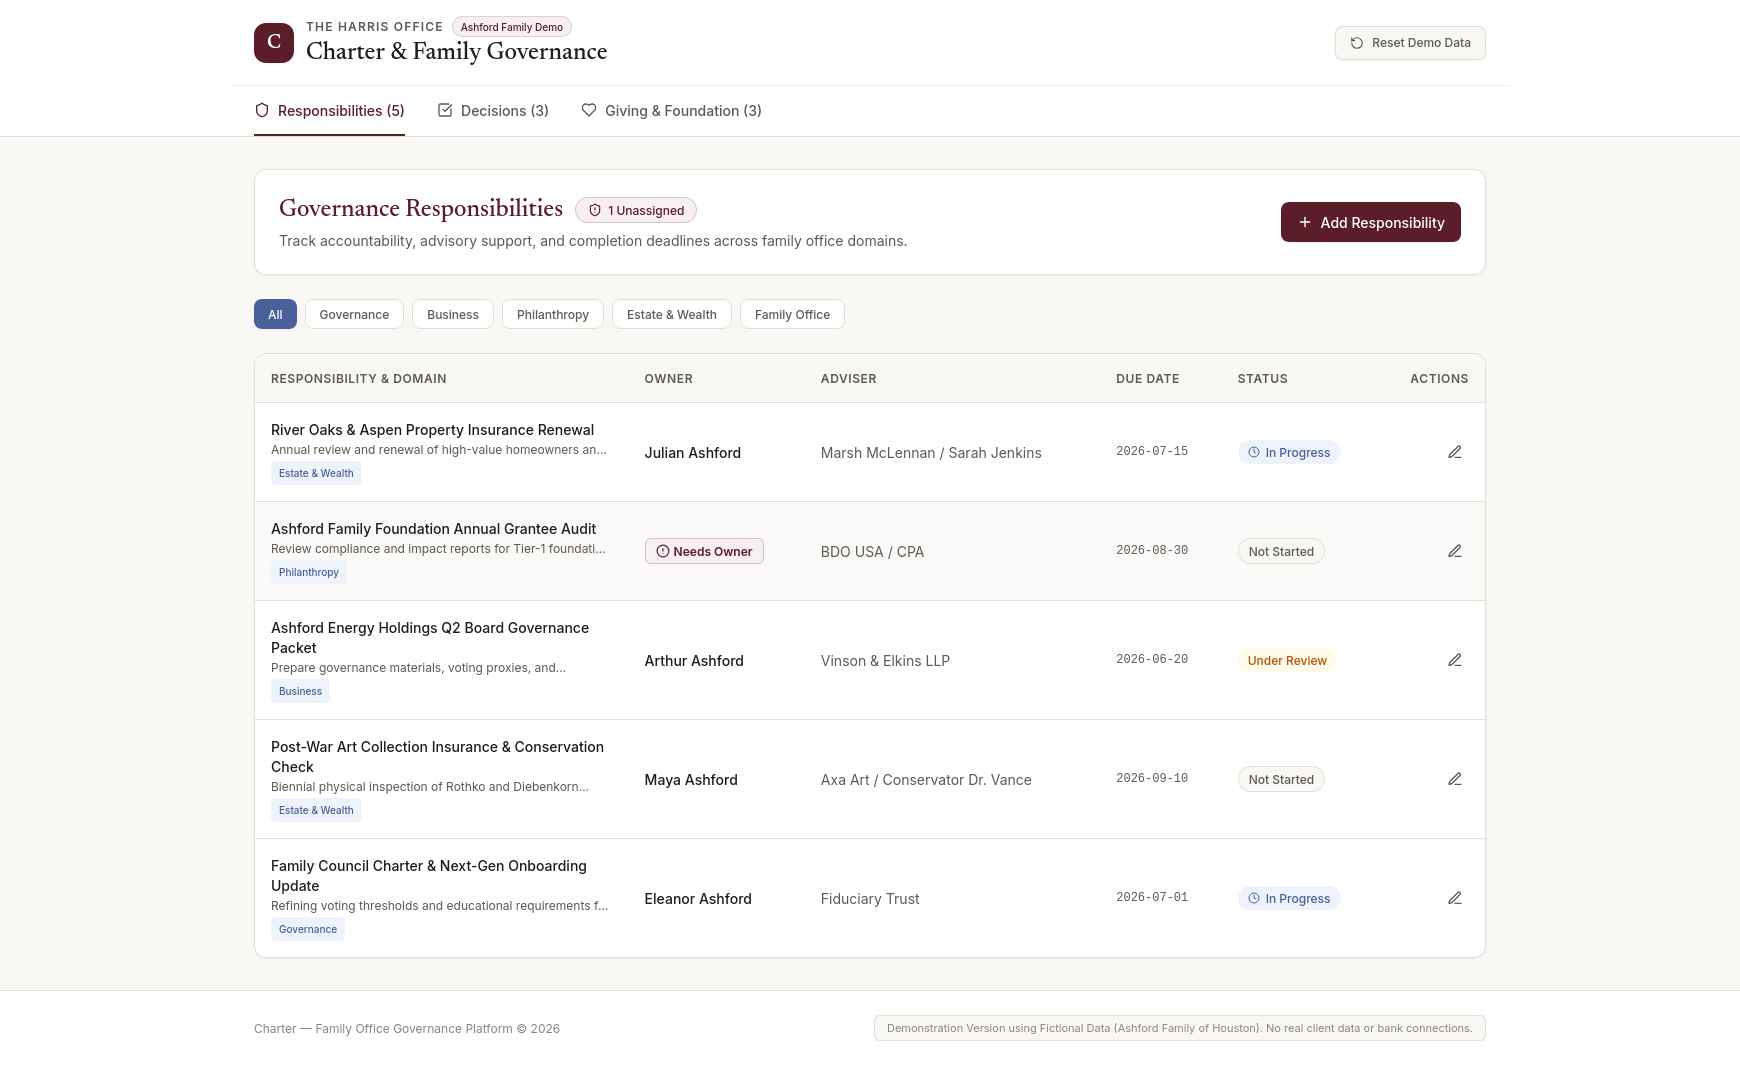 C
THE HARRIS OFFICE
Ashford Family Demo
Charter & Family Governance
Reset Demo Data
Responsibilities (5)
Decisions (3)
Giving & Foundation (3)
Governance Responsibilities
1 Unassigned
Track accountability, advisory support, and completion deadlines across family office domains.
Add Responsibility
All
Governance
Business
Philanthropy
Estate & Wealth
Family Office
RESPONSIBILITY & DOMAIN
OWNER
ADVISER
DUE DATE
STATUS
ACTIONS
River Oaks & Aspen Property Insurance Renewal
Annual review and renewal of high-value homeowners an...
Estate & Wealth
Julian Ashford
Marsh McLennan / Sarah Jenkins
2026-07-15
In Progress
Ashford Family Foundation Annual Grantee Audit
Review compliance and impact reports for Tier-1 foundati...
Philanthropy
Needs Owner
BDO USA / CPA
2026-08-30
Not Started
Ashford Energy Holdings Q2 Board Governance
Packet
Prepare governance materials, voting proxies, and...
Business
Arthur Ashford
Vinson & Elkins LLP
2026-06-20
Under Review
Post-War Art Collection Insurance & Conservation
Check
Biennial physical inspection of Rothko and Diebenkorn...
Estate & Wealth
Maya Ashford
Axa Art / Conservator Dr. Vance
2026-09-10
Not Started
Family Council Charter & Next-Gen Onboarding
Update
Refining voting thresholds and educational requirements f...
Governance
Eleanor Ashford
Fiduciary Trust
2026-07-01
In Progress
Charter — Family Office Governance Platform © 2026
Demonstration Version using Fictional Data (Ashford Family of Houston). No real client data or bank connections.